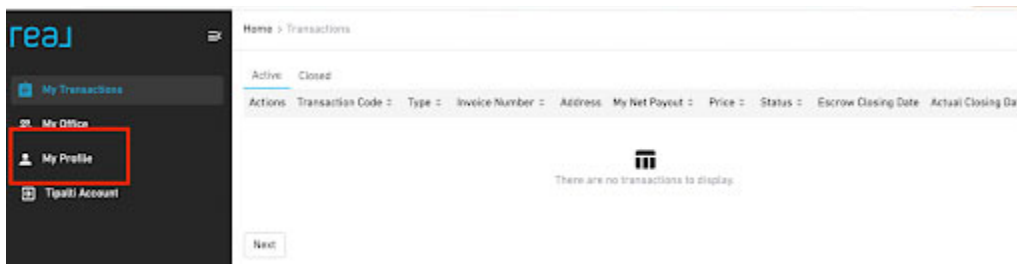 real
Home > Transactions
My Transactions
My Office
My Profile
Tipalti Account
Active Closed
Actions Transaction Code Type Invoice Number Address My Net Payout Price Status Escrow Closing Date Actual Closing Da
There are no transactions to display.
Next